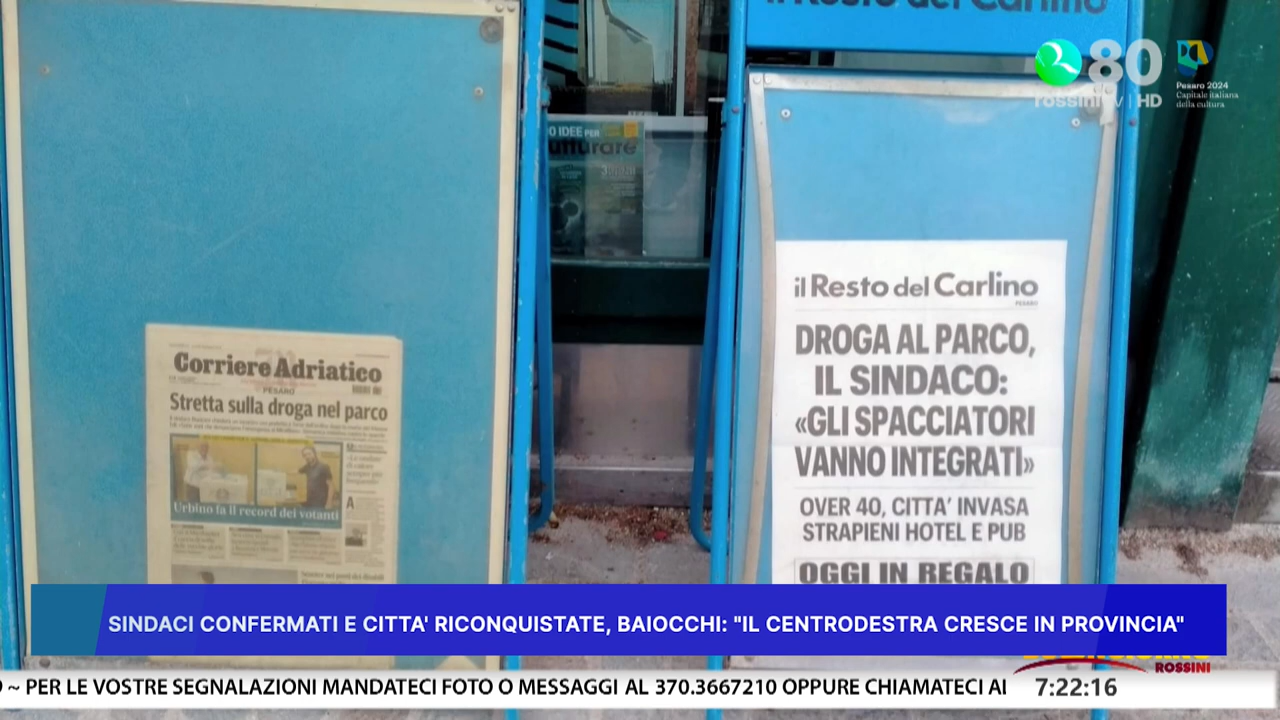 il Resto del Carlino
80
rossini TV | HD
Pesaro 2024
Capitale italiana
della cultura
IDEE PER
il Resto del Carlino
PESARO
DROGA AL PARCO,
IL SINDACO:
«GLI SPACCIATORI
VANNO INTEGRATI»
OVER 40, CITTA' INVASA
STRAPIENI HOTEL E PUB
OGGI IN REGALO
Corriere Adriatico
PESARO
Stretta sulla droga nel parco
Urbino fa il record dei votanti
SINDACI CONFERMATI E CITTA' RICONQUISTATE, BAIOCCHI: "IL CENTRODESTRA CRESCE IN PROVINCIA"
ROSSINI
~ PER LE VOSTRE SEGNALAZIONI MANDATECI FOTO O MESSAGGI AL 370.3667210 OPPURE CHIAMATECI AL
7:22:16